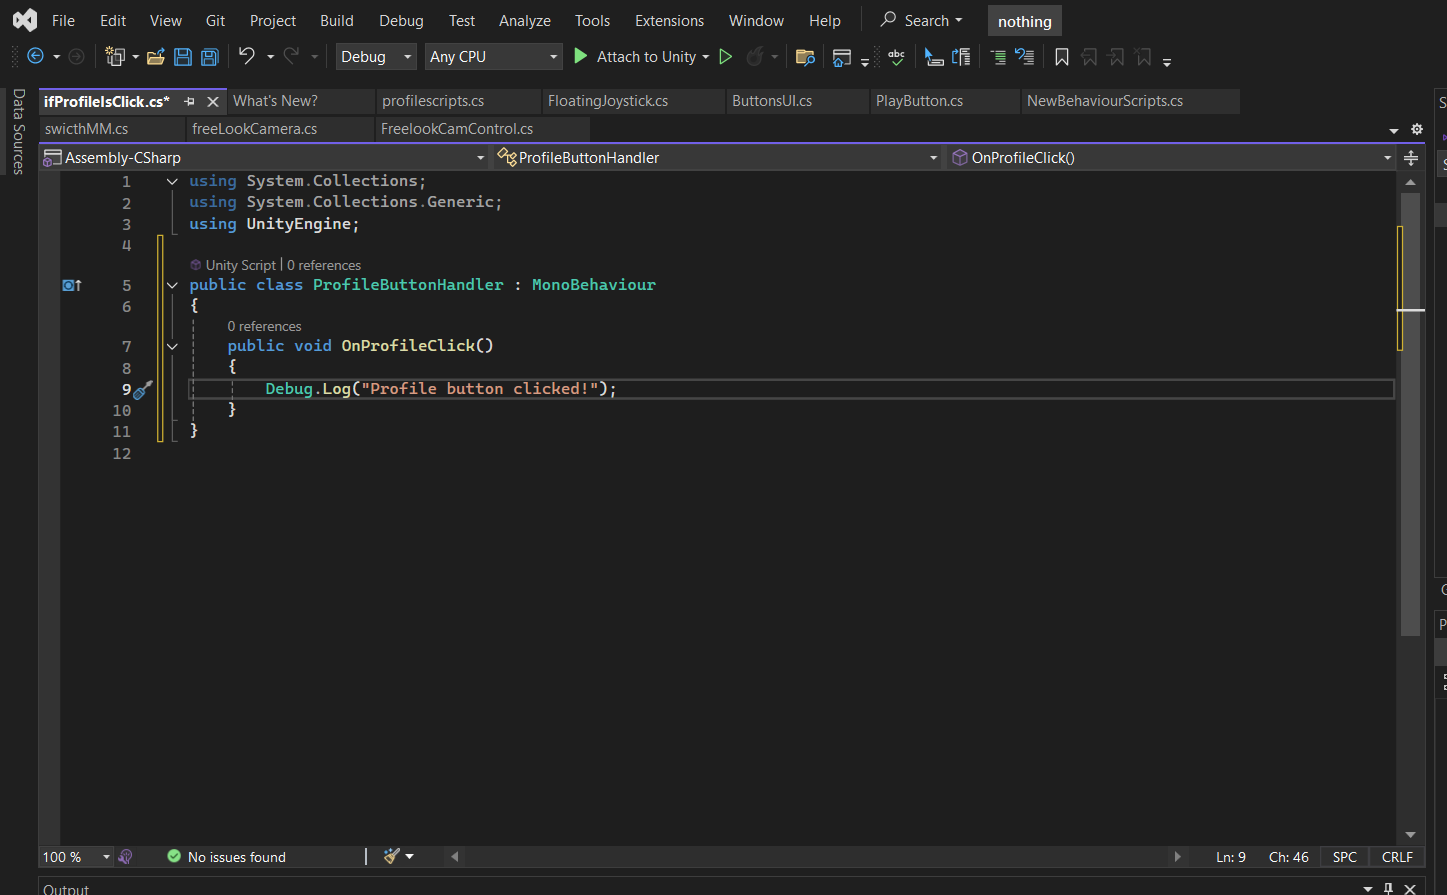 File Edit View Git Project Build Debug Test Analyze Tools Extensions Window Help Search nothing
Debug Any CPU Attach to Unity abc
Data Sources
ifProfileIsClick.cs* What's New? profilescripts.cs FloatingJoystick.cs ButtonsUI.cs PlayButton.cs NewBehaviourScripts.cs
swicthMM.cs freeLookCamera.cs FreelookCamControl.cs
Assembly-CSharp ProfileButtonHandler OnProfileClick()
1 using System.Collections;
2 using System.Collections.Generic;
3 using UnityEngine;
4
Unity Script | 0 references
5 public class ProfileButtonHandler : MonoBehaviour
6 {
0 references
7 public void OnProfileClick()
8 {
9 Debug.Log("Profile button clicked!");
10 }
11 }
12
100 % No issues found Ln: 9 Ch: 46 SPC CRLF
Output